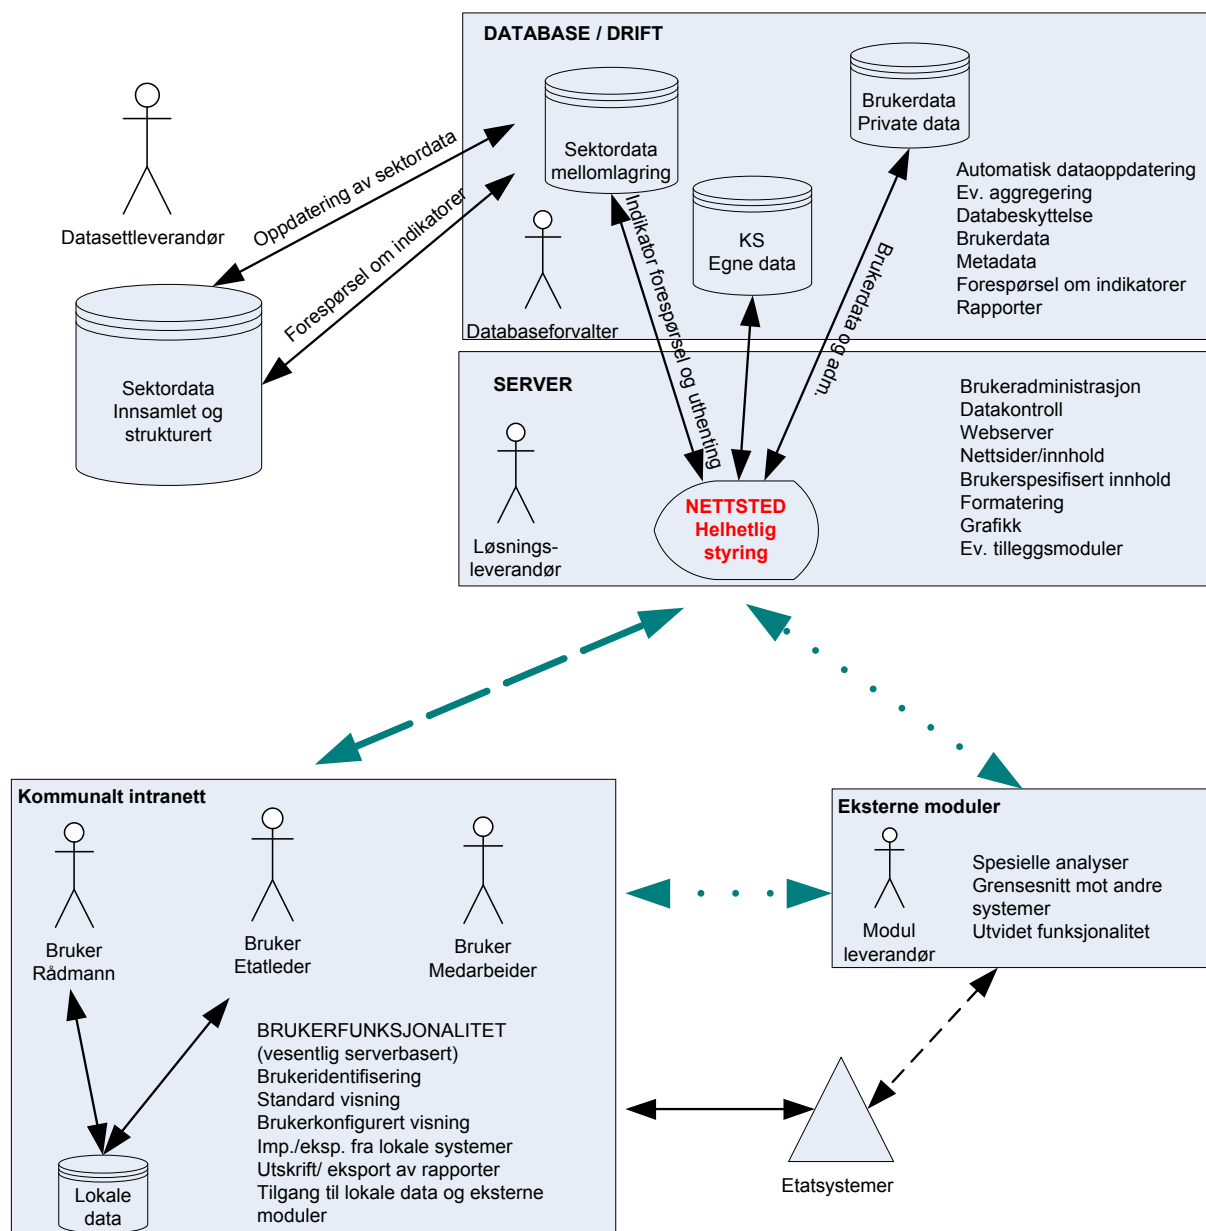 DATABASE / DRIFT
Sektordata
mellomlagring
Brukerdata
Private data
KS
Egne data
Databaseforvalter
Automatisk dataoppdatering
Ev. aggregering
Databeskyttelse
Brukerdata
Metadata
Forespørsel om indikatorer
Rapporter
Datasettleverandør
Oppdatering av sektordata
Forespørsel om indikatorer
Sektordata
Innsamlet og
strukturert
Indikator forespørsel og uthenting
Brukerdata og adm.
SERVER
Løsnings-
leverandør
NETTSTED
Helhetlig
styring
Brukeradministrasjon
Datakontroll
Webserver
Nettsider/innhold
Brukerspesifisert innhold
Formatering
Grafikk
Ev. tilleggsmoduler
Kommunalt intranett
Bruker
Rådmann
Bruker
Etatleder
Bruker
Medarbeider
BRUKERFUNKSJONALITET
(vesentlig serverbasert)
Brukeridentifisering
Standard visning
Brukerkonfigurert visning
Imp./eksp. fra lokale systemer
Utskrift/ eksport av rapporter
Tilgang til lokale data og eksterne
moduler
Lokale
data
Eksterne moduler
Modul
leverandør
Spesielle analyser
Grensesnitt mot andre
systemer
Utvidet funksjonalitet
Etatsystemer